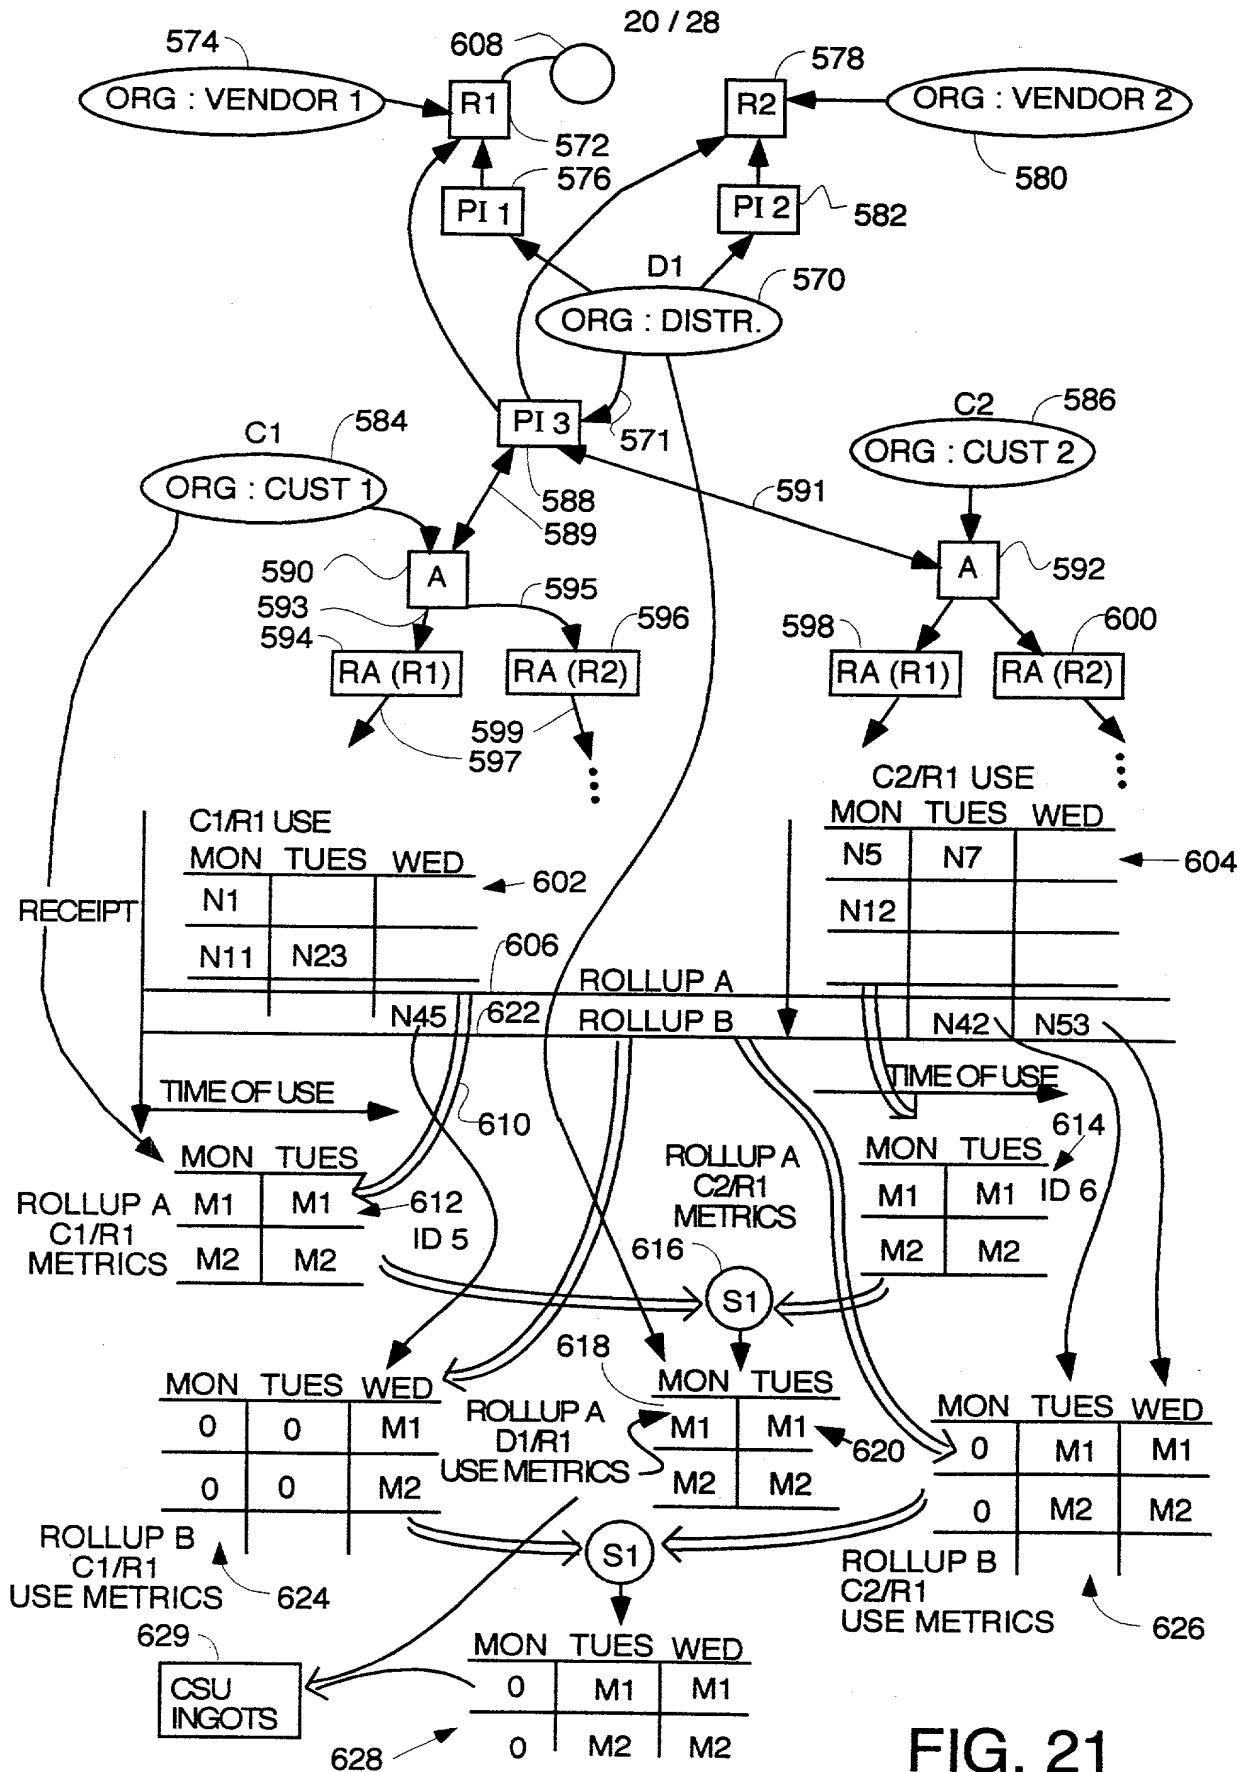 20 / 28
574
608
578
ORG : VENDOR 1
R1
R2
ORG : VENDOR 2
572
576
580
PI 1
PI 2
582
D1
570
ORG : DISTR.
C1
584
PI 3
571
C2
586
ORG : CUST 1
ORG : CUST 2
588
589
591
590
A
595
A
592
593
594
596
598
600
RA (R1)
RA (R2)
RA (R1)
RA (R2)
599
597
C2/R1 USE
C1/R1 USE
MON TUES WED
MON TUES WED
N5 N7
604
602
N1
RECEIPT
N12
N11 N23
606
ROLLUP A
N45
622
ROLLUP B
N42
N53
TIME OF USE
TIME OF USE
610
614
MON TUES
ROLLUP A
C2/R1
METRICS
MON TUES
ROLLUP A
C1/R1
METRICS
M1 M1
612
ID 5
M1 M1
ID 6
M2 M2
616
M2 M2
S1
618
MON TUES
MON TUES WED
MON TUES WED
0 0 M1
ROLLUP A
D1/R1
USE METRICS
M1 M1
620
0 M1 M1
0 0 M2
M2 M2
0 M2 M2
ROLLUP B
C1/R1
USE METRICS
624
S1
ROLLUP B
C2/R1
USE METRICS
626
629
MON TUES WED
CSU
INGOTS
0 M1 M1
628
0 M2 M2
FIG. 21